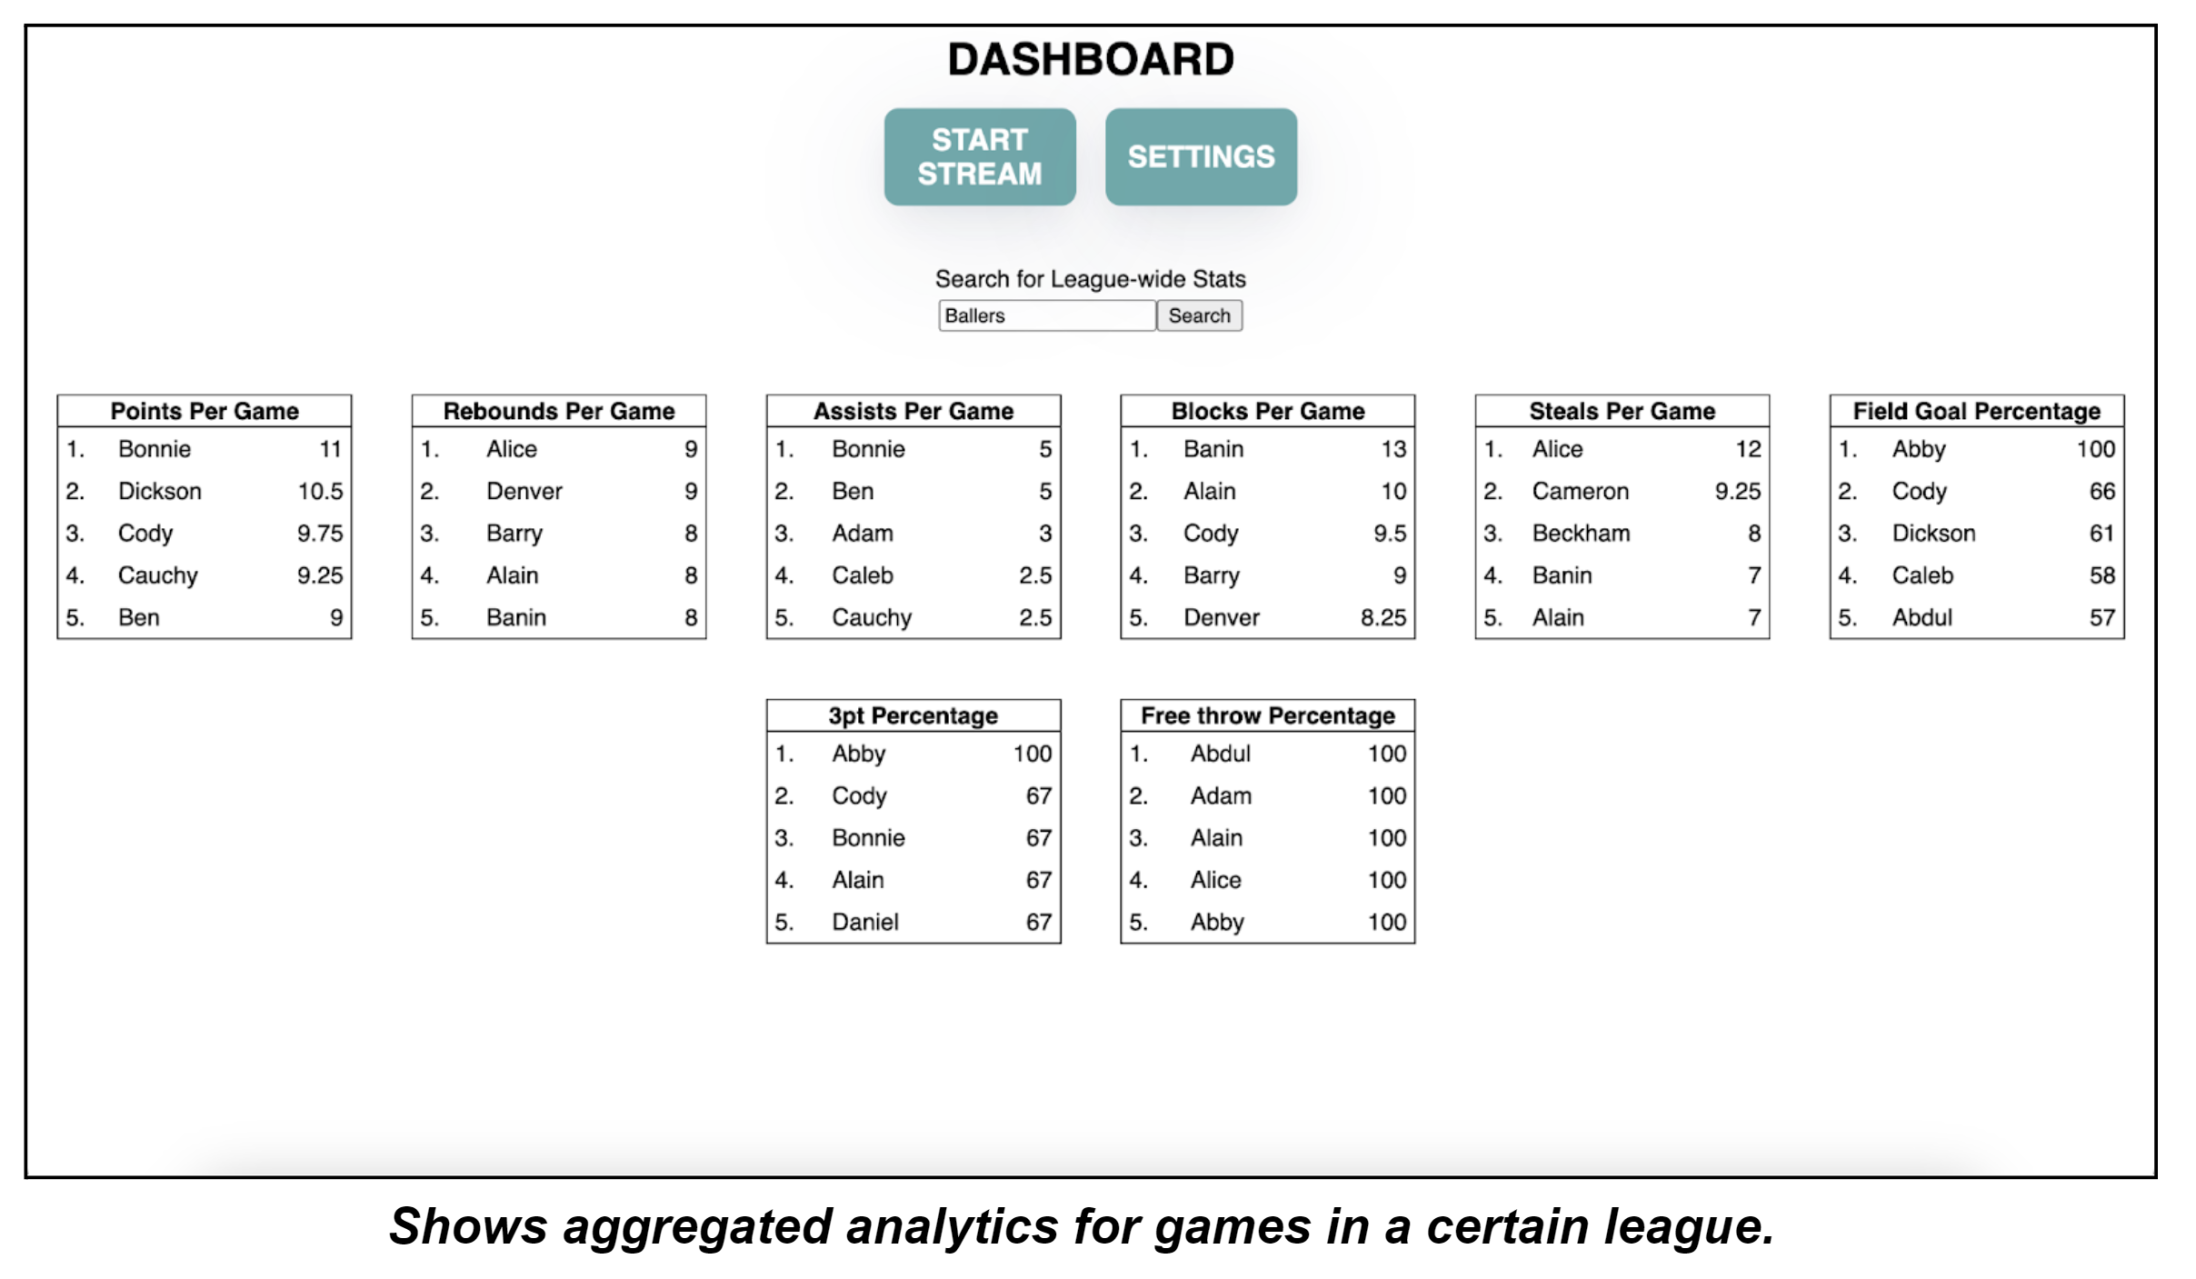 DASHBOARD
START
STREAM
SETTINGS
Search for League-wide Stats
Ballers Search
Points Per Game
1. Bonnie 11
2. Dickson 10.5
3. Cody 9.75
4. Cauchy 9.25
5. Ben 9
Rebounds Per Game
1. Alice 9
2. Denver 9
3. Barry 8
4. Alain 8
5. Banin 8
Assists Per Game
1. Bonnie 5
2. Ben 5
3. Adam 3
4. Caleb 2.5
5. Cauchy 2.5
Blocks Per Game
1. Banin 13
2. Alain 10
3. Cody 9.5
4. Barry 9
5. Denver 8.25
Steals Per Game
1. Alice 12
2. Cameron 9.25
3. Beckham 8
4. Banin 7
5. Alain 7
Field Goal Percentage
1. Abby 100
2. Cody 66
3. Dickson 61
4. Caleb 58
5. Abdul 57
3pt Percentage
1. Abby 100
2. Cody 67
3. Bonnie 67
4. Alain 67
5. Daniel 67
Free throw Percentage
1. Abdul 100
2. Adam 100
3. Alain 100
4. Alice 100
5. Abby 100
Shows aggregated analytics for games in a certain league.